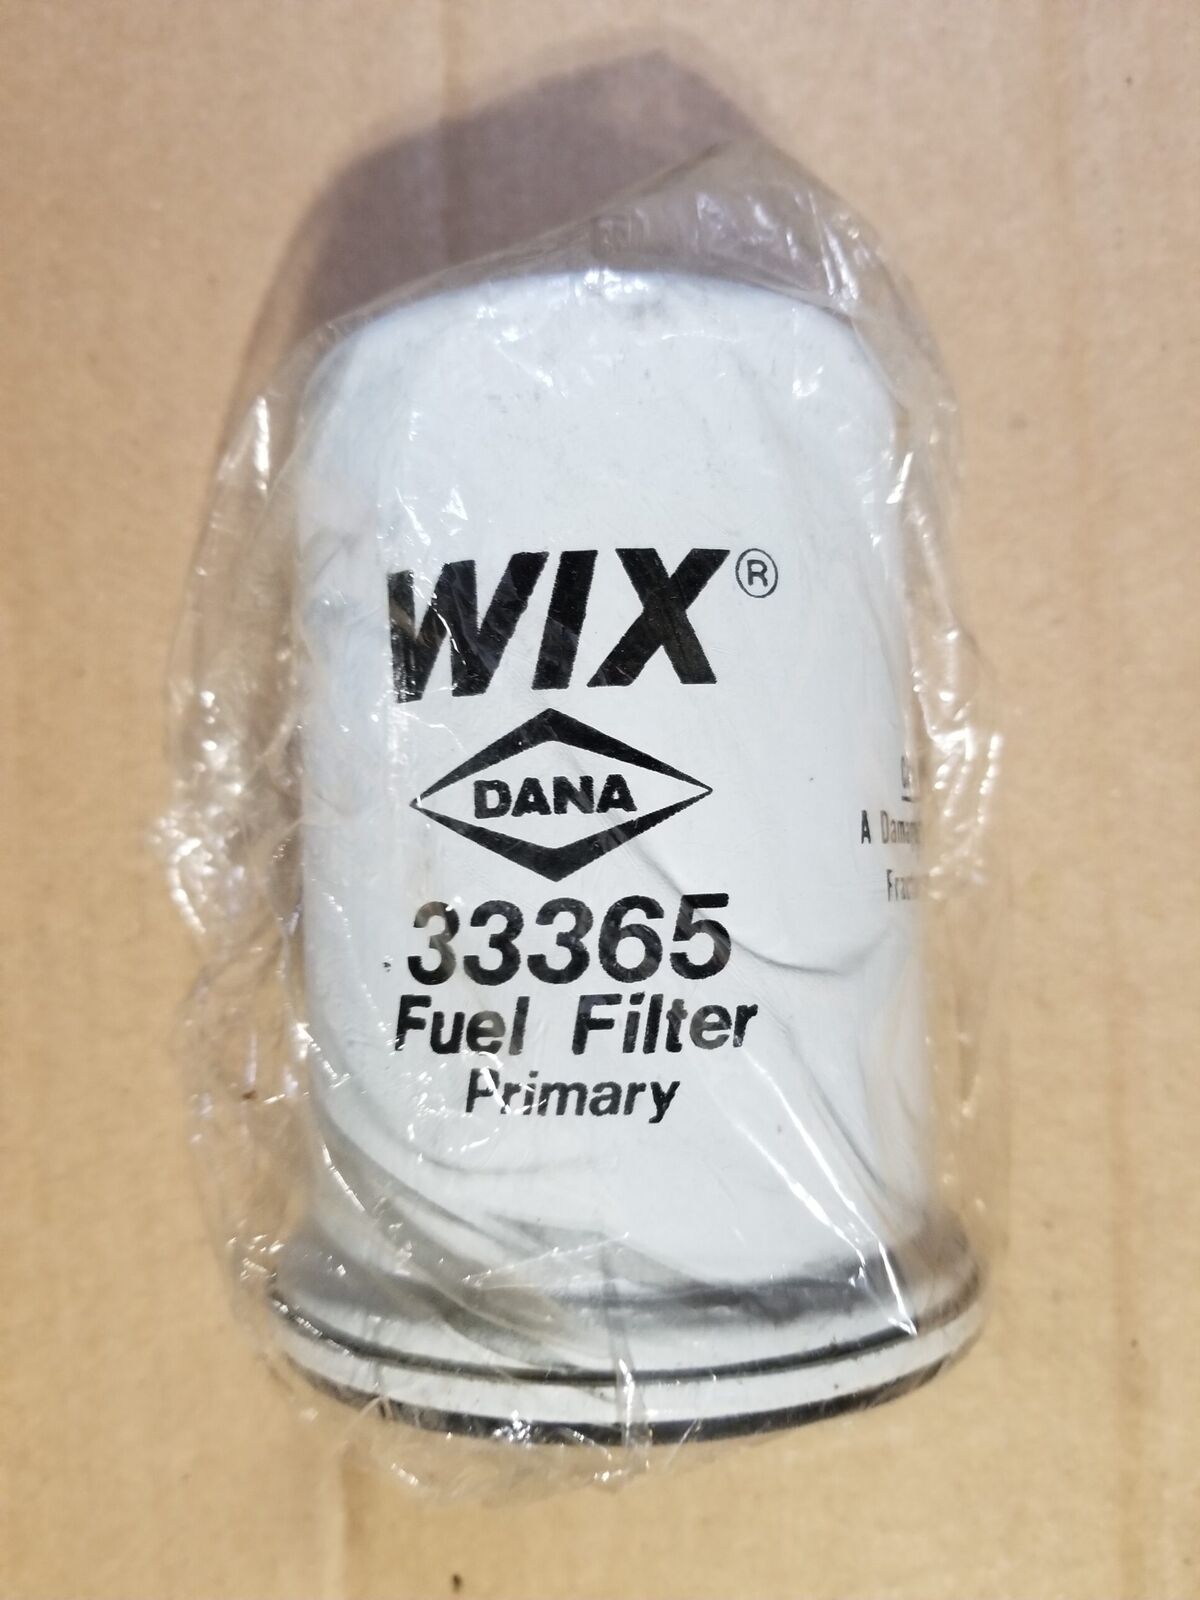 WIX®
DANA
33365
Fuel Filter
Primary
A